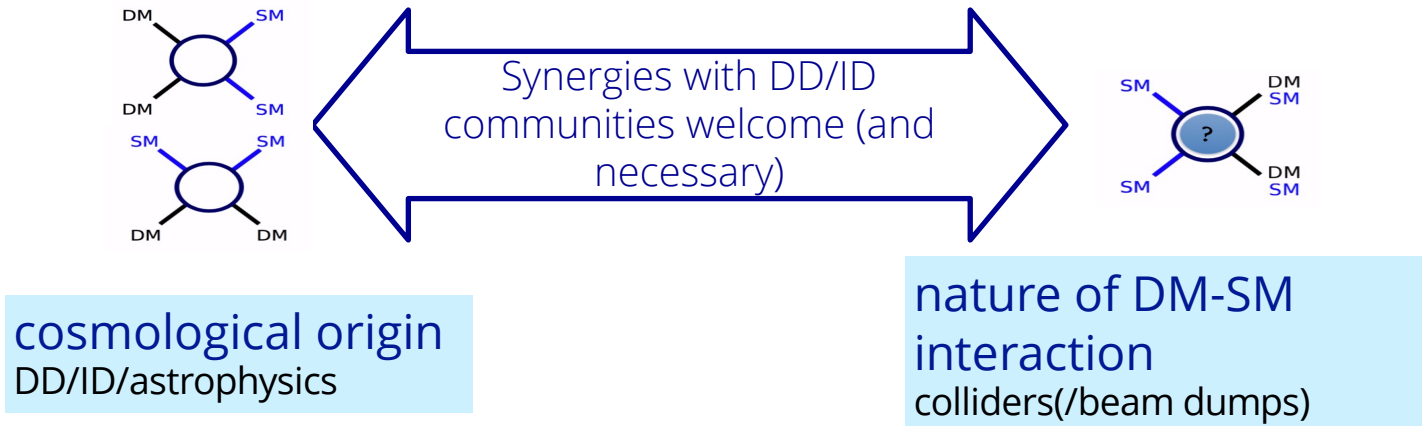 DM SM
DM SM
SM SM
DM DM
Synergies with DD/ID
communities welcome (and
necessary)
SM DM
SM
?
SM DM
SM
cosmological origin
DD/ID/astrophysics
nature of DM-SM
interaction
colliders(/beam dumps)